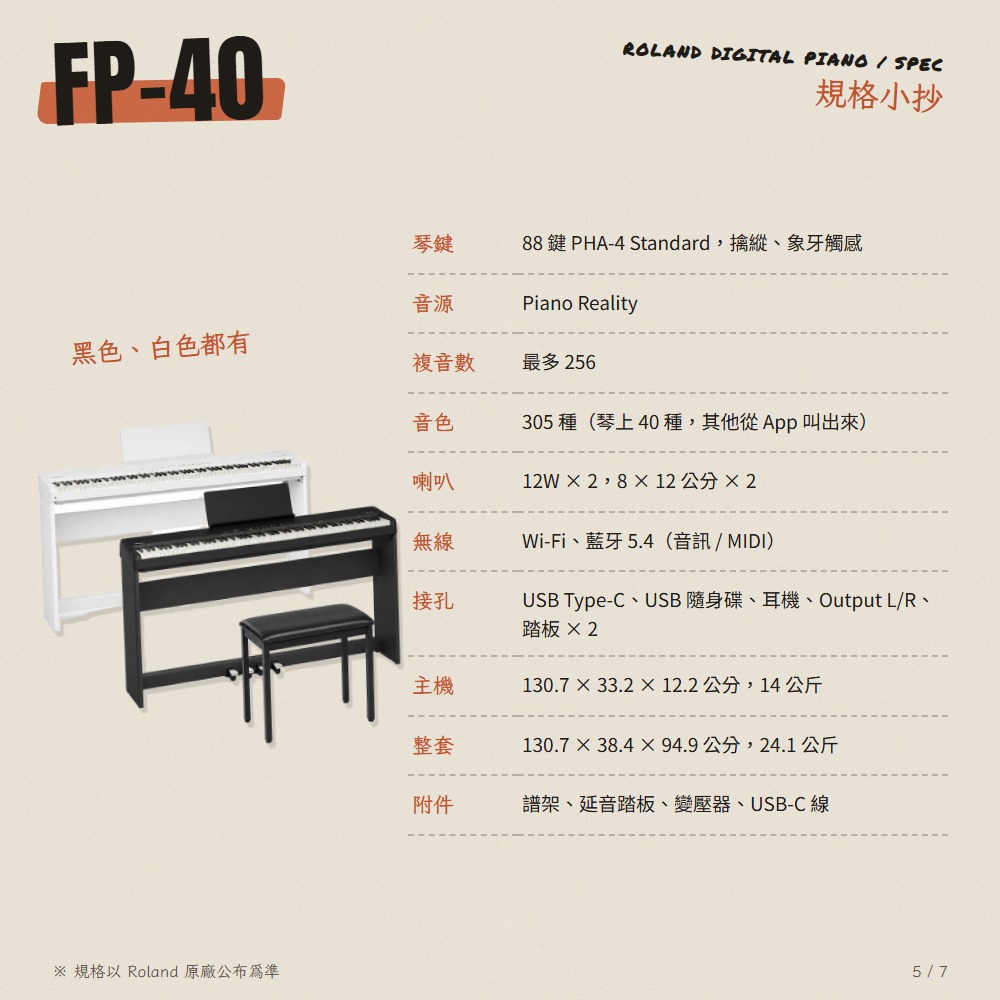 FP-40
ROLAND DIGITAL PIANO / SPEC
規格小抄
黑色、白色都有
琴鍵 88 鍵 PHA-4 Standard，擒縱、象牙觸感
音源 Piano Reality
複音數 最多 256
音色 305 種（琴上 40 種，其他從 App 叫出來）
喇叭 12W × 2，8 × 12 公分 × 2
無線 Wi-Fi、藍牙 5.4（音訊 / MIDI）
接孔 USB Type-C、USB 隨身碟、耳機、Output L/R、
踏板 × 2
主機 130.7 × 33.2 × 12.2 公分，14 公斤
整套 130.7 × 38.4 × 94.9 公分，24.1 公斤
附件 譜架、延音踏板、變壓器、USB-C 線
※ 規格以 Roland 原廠公布為準
5 / 7